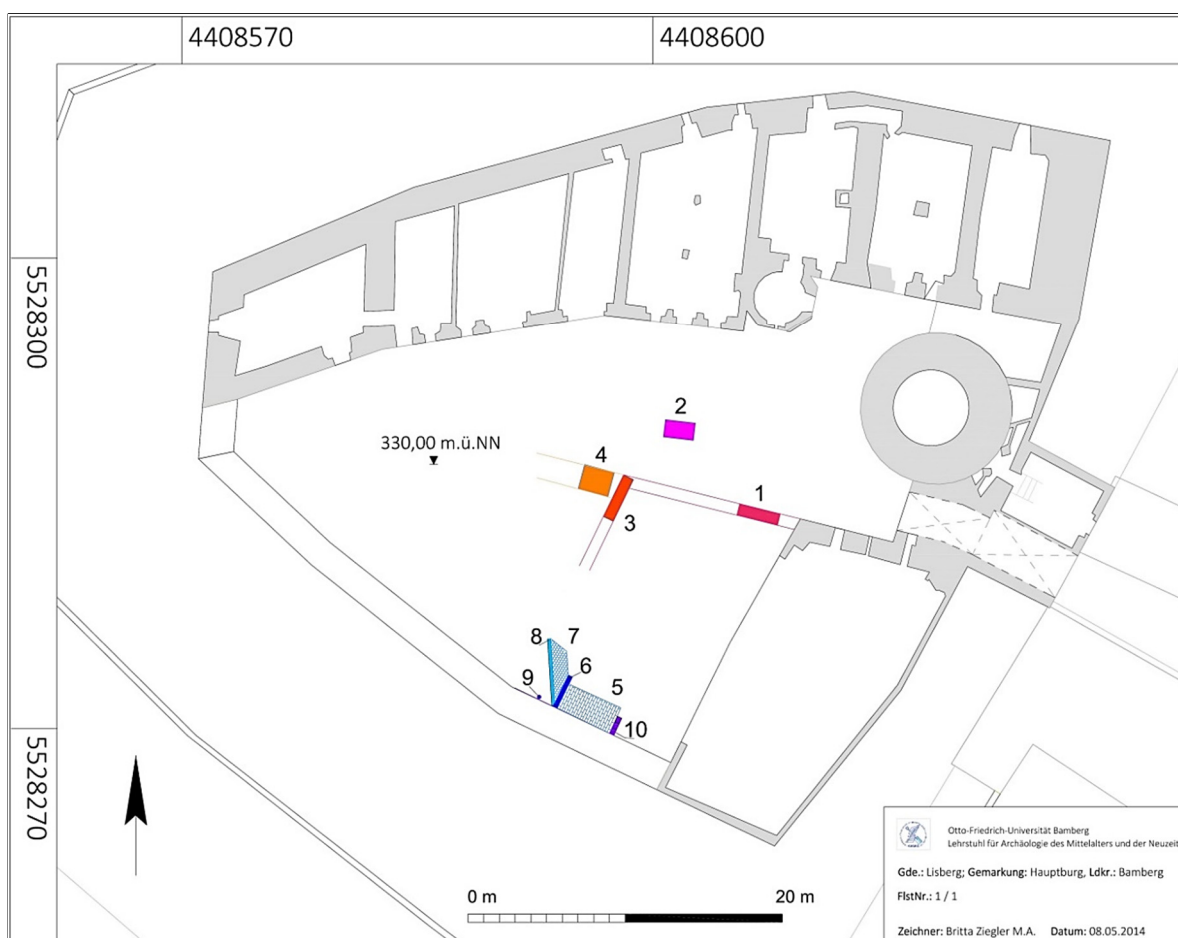 4408570
4408600
5528300
5528270
2
330,00 m.ü.NN
4
1
3
8
7
6
9
5
10
0 m
20 m
Otto-Friedrich-Universität Bamberg
Lehrstuhl für Archäologie des Mittelalters und der Neuzeit
Gde.: Lisberg; Gemarkung: Hauptburg, Ldkr.: Bamberg
FlstNr.: 1 / 1
Zeichner: Britta Ziegler M.A. Datum: 08.05.2014